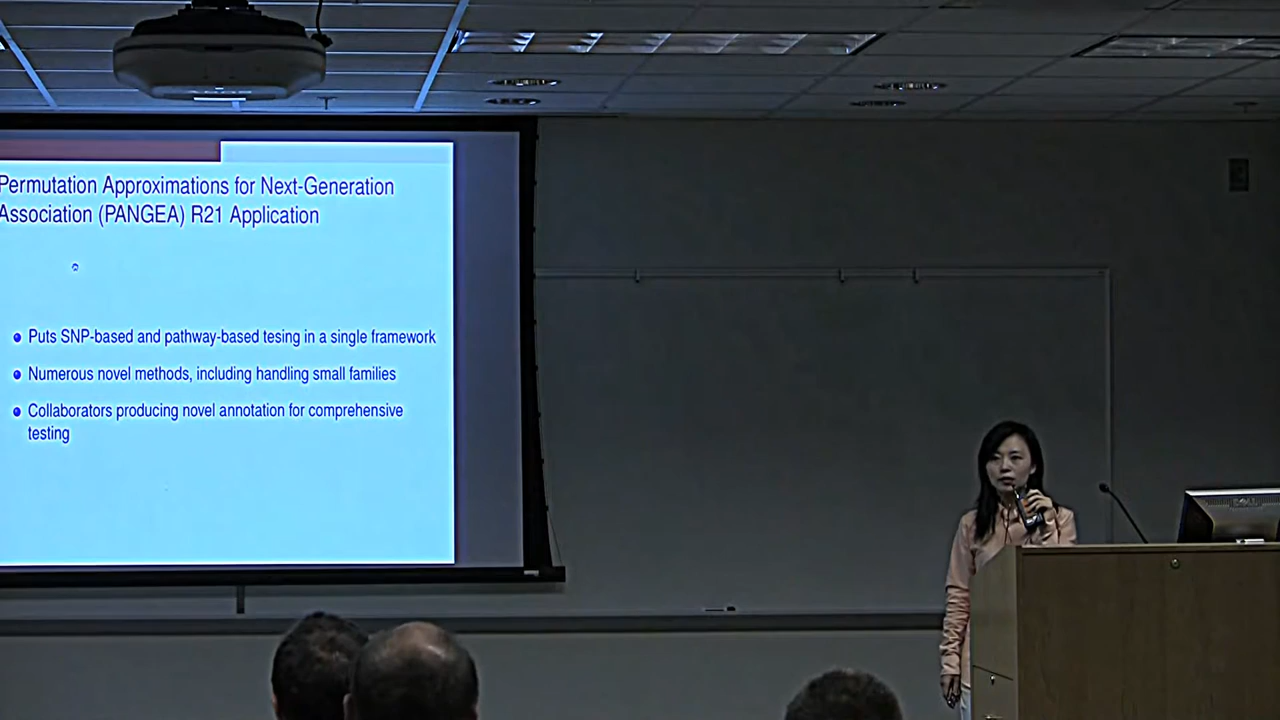 Permutation Approximations for Next-Generation
Association (PANGEA) R21 Application
Puts SNP-based and pathway-based tesing in a single framework
Numerous novel methods, including handling small families
Collaborators producing novel annotation for comprehensive
testing
DELL